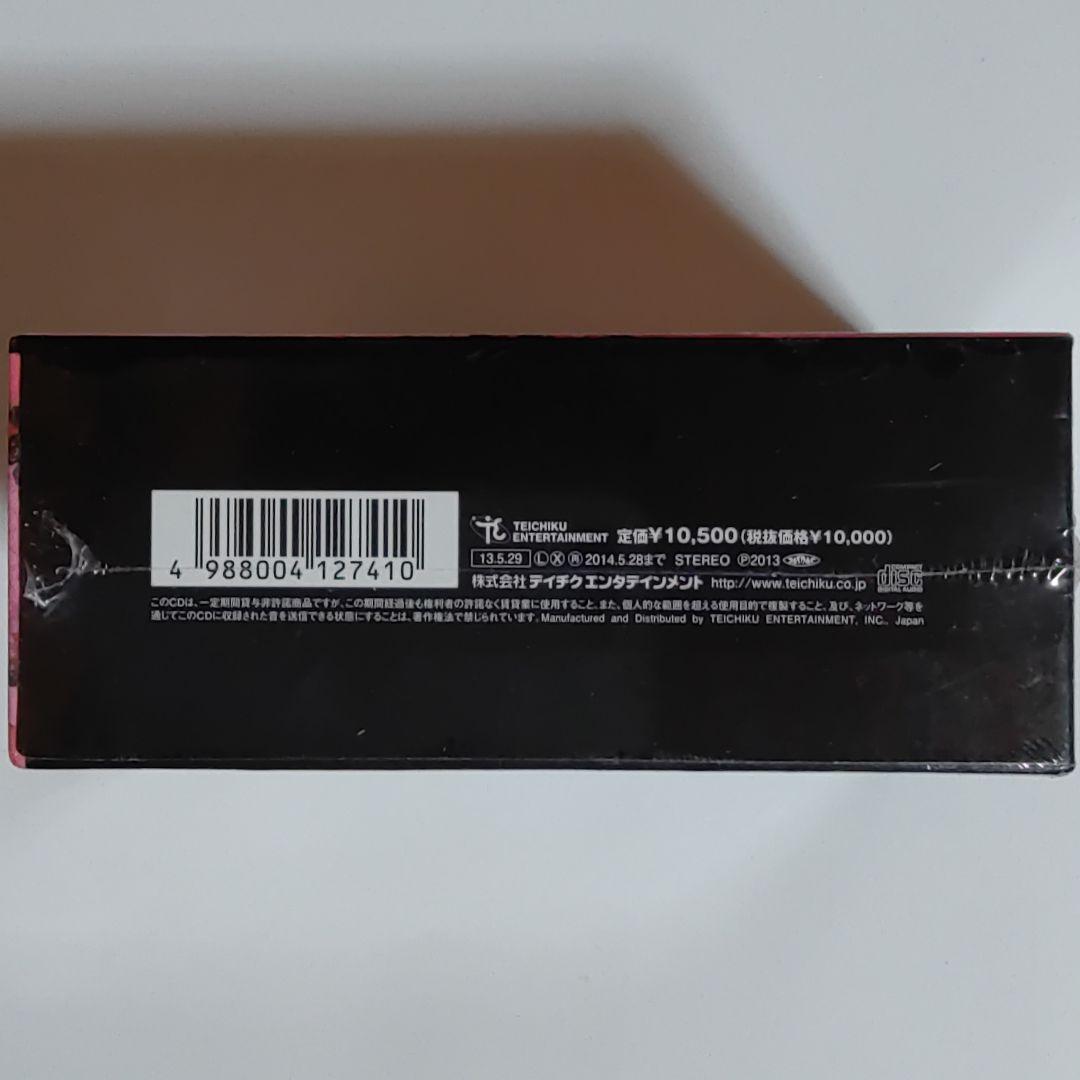 4 988004 127410
TEICHIKU
ENTERTAINMENT 定価¥10,500(税抜価格¥10,000)
13.5.29 Ⓛ Ⓧ Ⓡ 2014.5.28まで STEREO Ⓟ2013
株式会社テイチクエンタテインメント http://www.teichiku.co.jp
COMPACT
disc
DIGITAL AUDIO
このCDは、一定期間貸与非許諾商品ですが、この期間経過後も権利者の許諾なく賃貸業に使用すること、また、個人的な範囲を超える使用目的で複製すること、及び、ネットワーク等を
通じてこのCDに収録された音を送信できる状態にすることは、著作権法で禁じられています。Manufactured and Distributed by TEICHIKU ENTERTAINMENT, INC., Japan